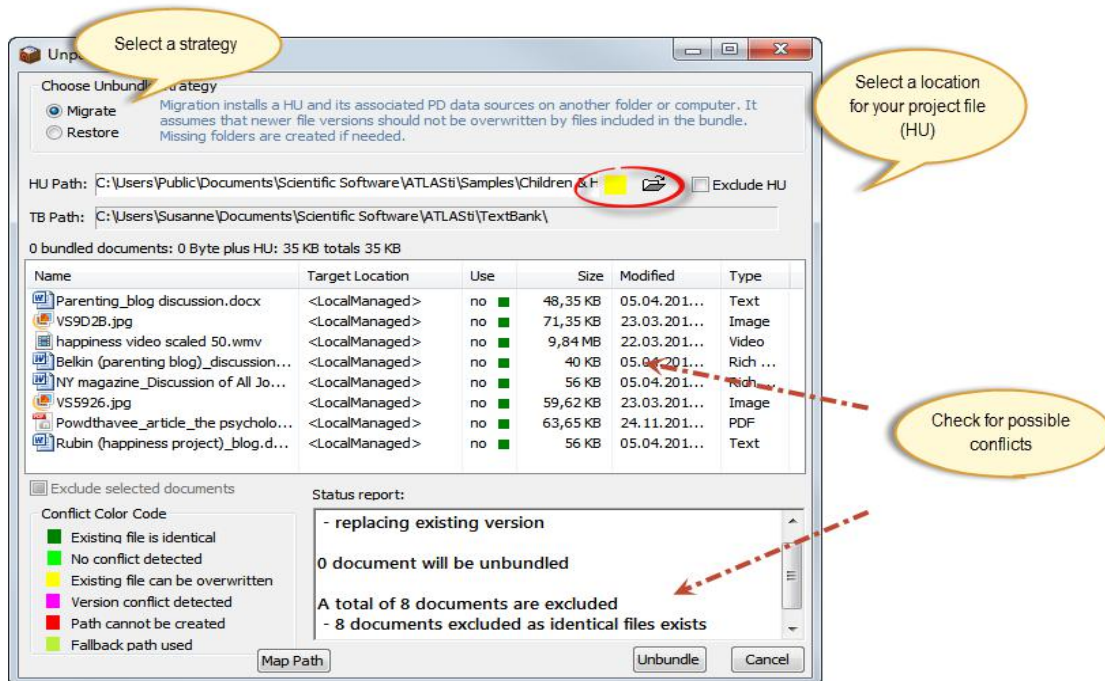 Select a strategy
Unp
Choose Unbundl trategy
Migrate
Restore
Migration installs a HU and its associated PD data sources on another folder or computer. It
assumes that newer file versions should not be overwritten by files included in the bundle.
Missing folders are created if needed.
Select a location
for your project file
(HU)
HU Path: C:\Users\Public\Documents\Scientific Software\ATLASti\Samples\Children & H
Exclude HU
TB Path: C:\Users\Susanne\Documents\Scientific Software\ATLASti\TextBank\
0 bundled documents: 0 Byte plus HU: 35 KB totals 35 KB
Name Target Location Use Size Modified Type
Parenting_blog discussion.docx <LocalManaged> no 48,35 KB 05.04.201... Text
VS9D2B.jpg <LocalManaged> no 71,35 KB 23.03.201... Image
happiness video scaled 50.wmv <LocalManaged> no 9,84 MB 22.03.201... Video
Belkin (parenting blog)_discussion... <LocalManaged> no 40 KB 05.04.201... Rich ...
NY magazine_Discussion of All Jo... <LocalManaged> no 56 KB 05.04.201... Rich ...
VS5926.jpg <LocalManaged> no 59,62 KB 23.03.201... Image
Powdthavee_article_the psycholo... <LocalManaged> no 63,65 KB 24.11.201... PDF
Rubin (happiness project)_blog.d... <LocalManaged> no 56 KB 05.04.201... Text
Check for possible
conflicts
Exclude selected documents
Conflict Color Code
Existing file is identical
No conflict detected
Existing file can be overwritten
Version conflict detected
Path cannot be created
Fallback path used
Status report:
- replacing existing version
0 document will be unbundled
A total of 8 documents are excluded
- 8 documents excluded as identical files exists
Map Path
Unbundle
Cancel